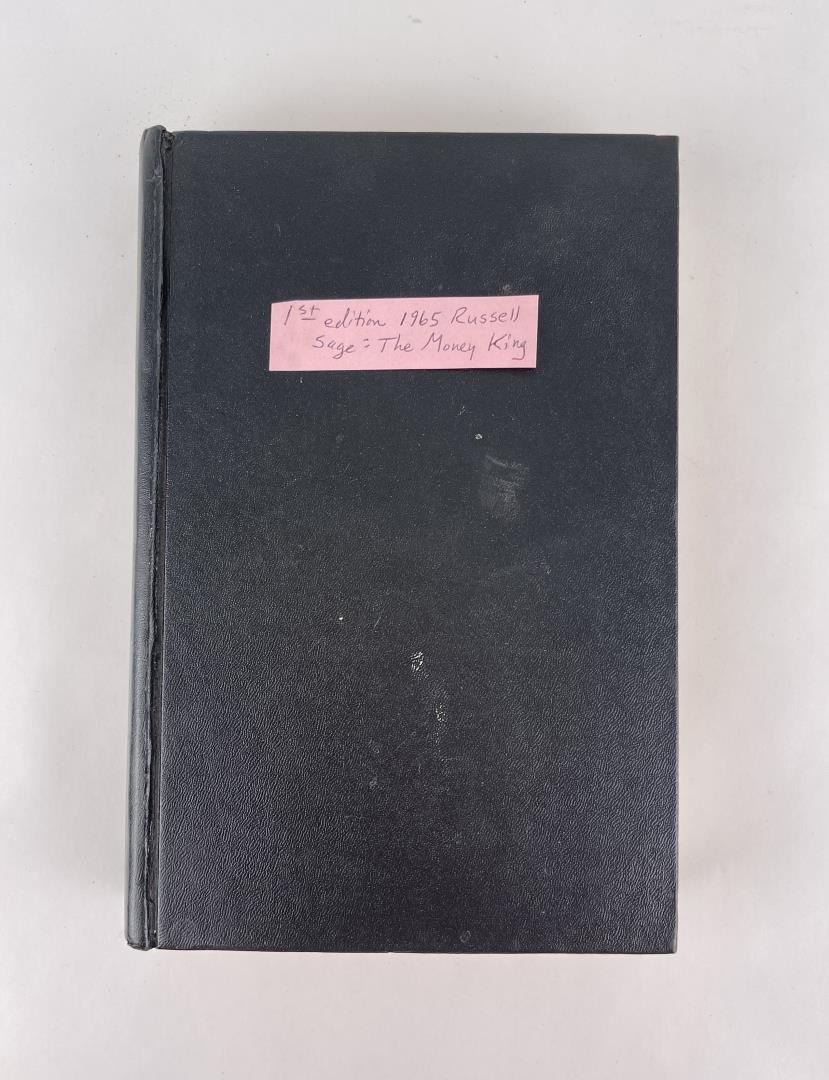 1st edition 1965 Russell
Sage: The Money King